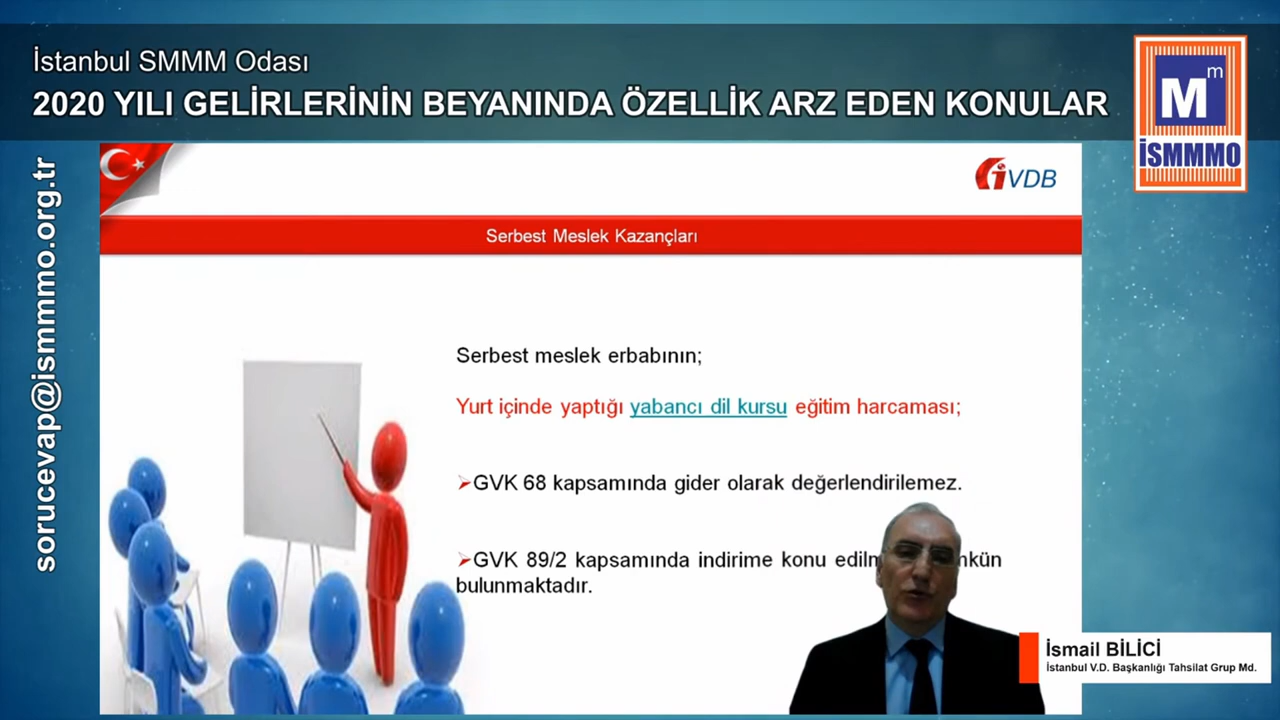 İstanbul SMMM Odası
2020 YILI GELİRLERİNİN BEYANINDA ÖZELLİK ARZ EDEN KONULAR
Mm
İSMMMO
sorucevap@ismmmo.org.tr
iVDB
Serbest Meslek Kazançları
Serbest meslek erbabının;
Yurt içinde yaptığı yabancı dil kursu eğitim harcaması;
➢GVK 68 kapsamında gider olarak değerlendirilemez.
➢GVK 89/2 kapsamında indirime konu
bulunmaktadır.
İsmail BİLİCİ
İstanbul V.D. Başkanlığı Tahsilat Grup Md.